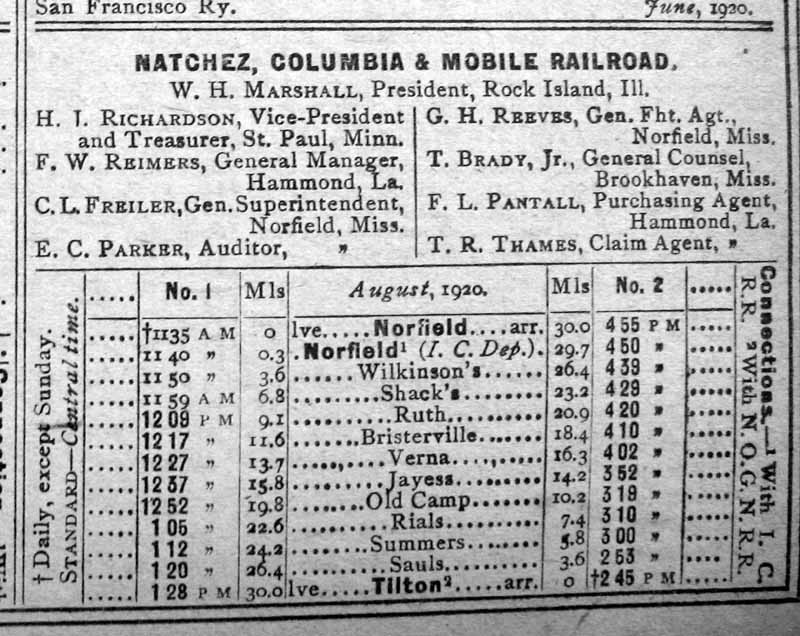 San Francisco Ry. June, 1920.
NATCHEZ, COLUMBIA & MOBILE RAILROAD.
W. H. MARSHALL, President, Rock Island, Ill.
H. I. RICHARDSON, Vice-President
and Treasurer, St. Paul, Minn.
F. W. REIMERS, General Manager,
Hammond, La.
C. L. FREILER, Gen. Superintendent,
Norfield, Miss.
E. C. PARKER, Auditor, „
G. H. REEVES, Gen. Fht. Agt.,
Norfield, Miss.
T. BRADY, Jr., General Counsel,
Brookhaven, Miss.
F. L. PANTALL, Purchasing Agent,
Hammond, La.
T. R. THAMES, Claim Agent, „
† Daily, except Sunday.
STANDARD—Central time.
..... No. 1 Mls August, 1920. Mls No. 2 .....
..... †11 35 A M 0 lve.....Norfield....arr. 30.0 4 55 P M .....
..... 11 40 „ 0.3 .Norfield¹ (I. C. Dep.). 29.7 4 50 „ .....
..... 11 50 „ 3.6 ......Wilkinson's...... 26.4 4 39 „ .....
..... 11 59 A M 6.8 ........Shack's........ 23.2 4 29 „ .....
..... 12 09 P M 9.1 .........Ruth......... 20.9 4 20 „ .....
..... 12 17 „ 11.6 ......Bristerville....... 18.4 4 10 „ .....
..... 12 27 „ 13.7 ........Verna........ 16.3 4 02 „ .....
..... 12 37 „ 15.8 ........Jayess........ 14.2 3 52 „ .....
..... 12 52 „ 19.8 .......Old Camp....... 10.2 3 19 „ .....
..... 1 05 „ 22.6 .........Rials.......... 7.4 3 10 „ .....
..... 1 12 „ 24.2 .......Summers....... 5.8 3 00 „ .....
..... 1 20 „ 26.4 .........Sauls......... 3.6 2 53 „ .....
..... 1 28 P M 30.0 lve.....Tilton².....arr. 0 †2 45 P M .....
Connections.—¹ With I. C.
R. R. ² With N. O. G. N. R. R.